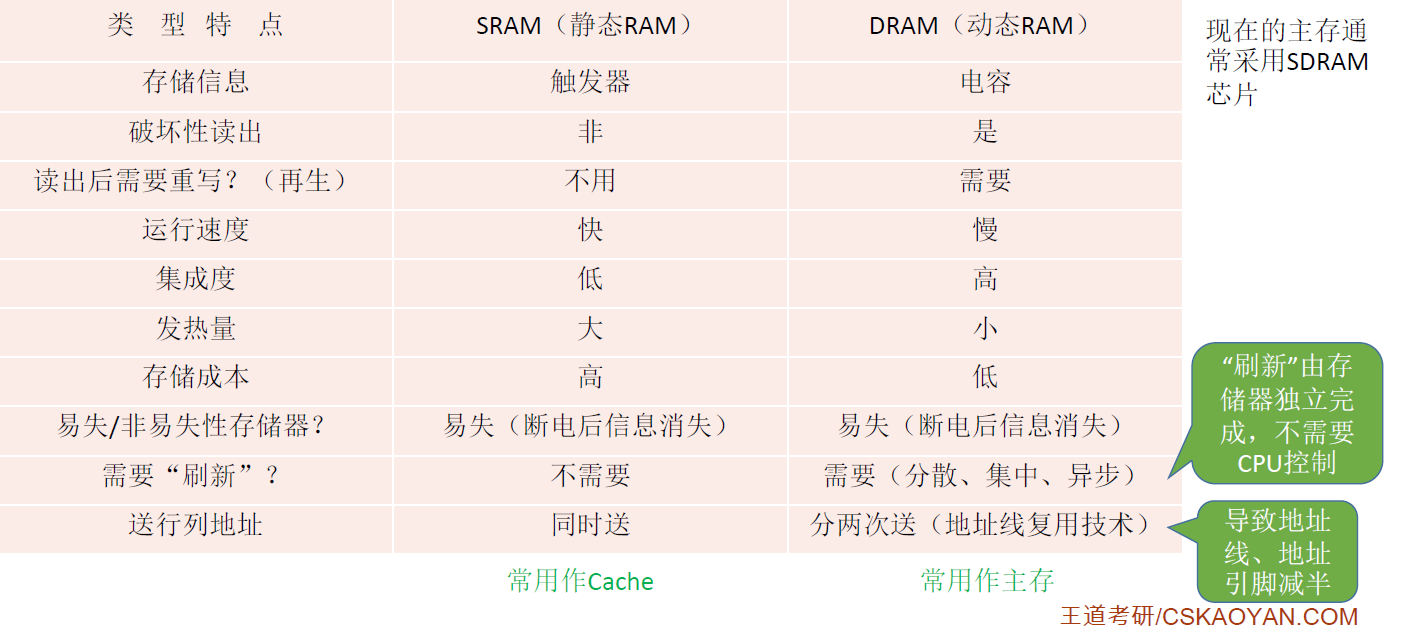 类 型 特 点 SRAM（静态RAM） DRAM（动态RAM）
存储信息 触发器 电容
破坏性读出 非 是
读出后需要重写？（再生） 不用 需要
运行速度 快 慢
集成度 低 高
发热量 大 小
存储成本 高 低
易失/非易失性存储器？ 易失（断电后信息消失） 易失（断电后信息消失）
需要“刷新”？ 不需要 需要（分散、集中、异步）
送行列地址 同时送 分两次送（地址线复用技术）
常用作Cache 常用作主存
现在的主存通
常采用SDRAM
芯片
“刷新”由存
储器独立完
成，不需要
CPU控制
导致地址
线、地址
引脚减半
王道考研/CSKAOYAN.COM